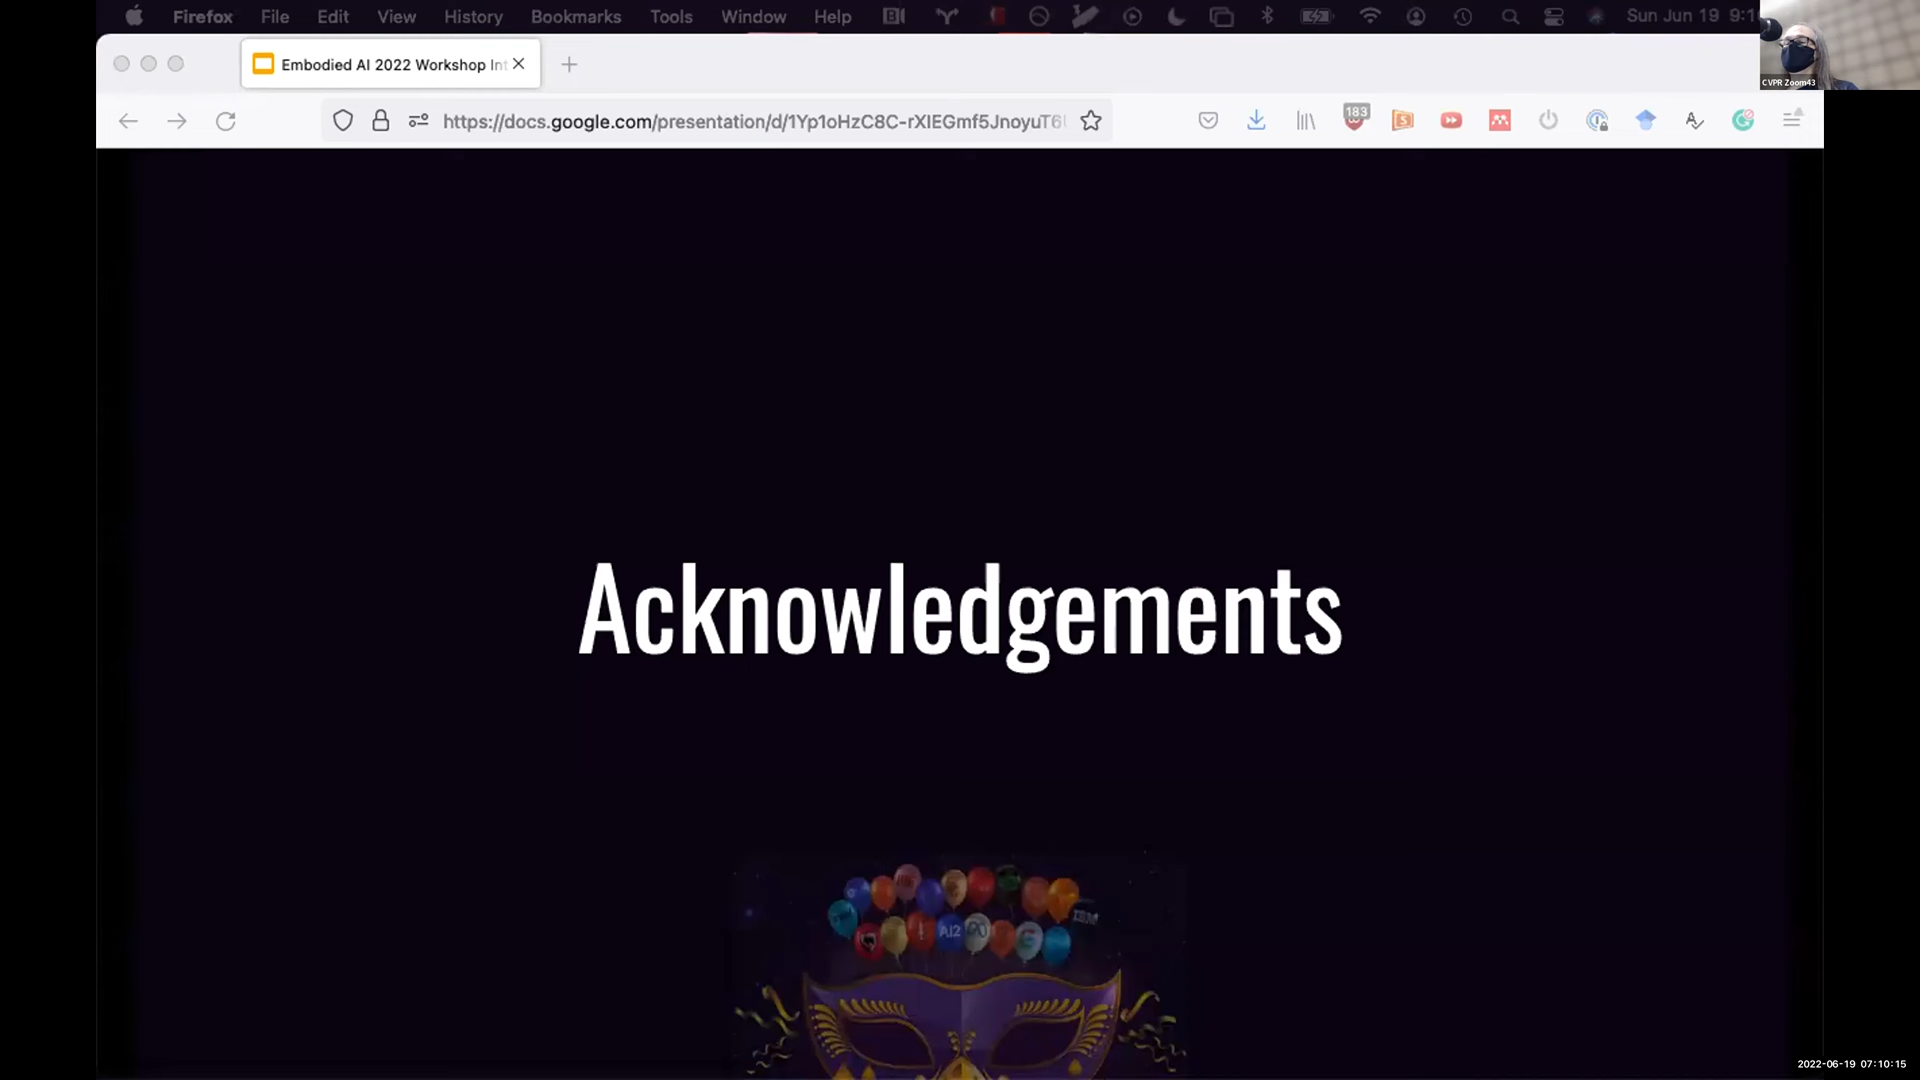 Firefox File Edit View History Bookmarks Tools Window Help Sun Jun 19
CVPR Zoom43
Embodied AI 2022 Workshop
https://docs.google.com/presentation/d/1Yp1oHzC8C-rXIEGmf5JnoyuT6
183
Acknowledgements
IBM
AI2
2022-06-19 07:10:15